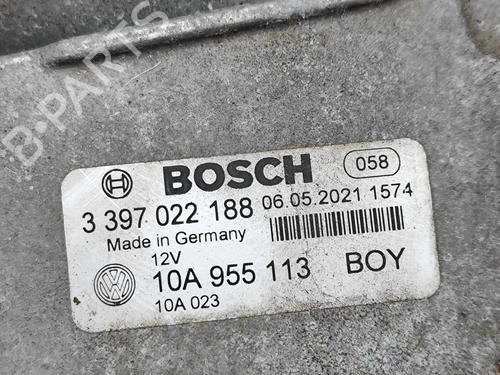 B-PARTS
BOSCH 058
3 397 022 188 06.05.2021 1574
Made in Germany
12V
10A 955 113 BOY
10A 023